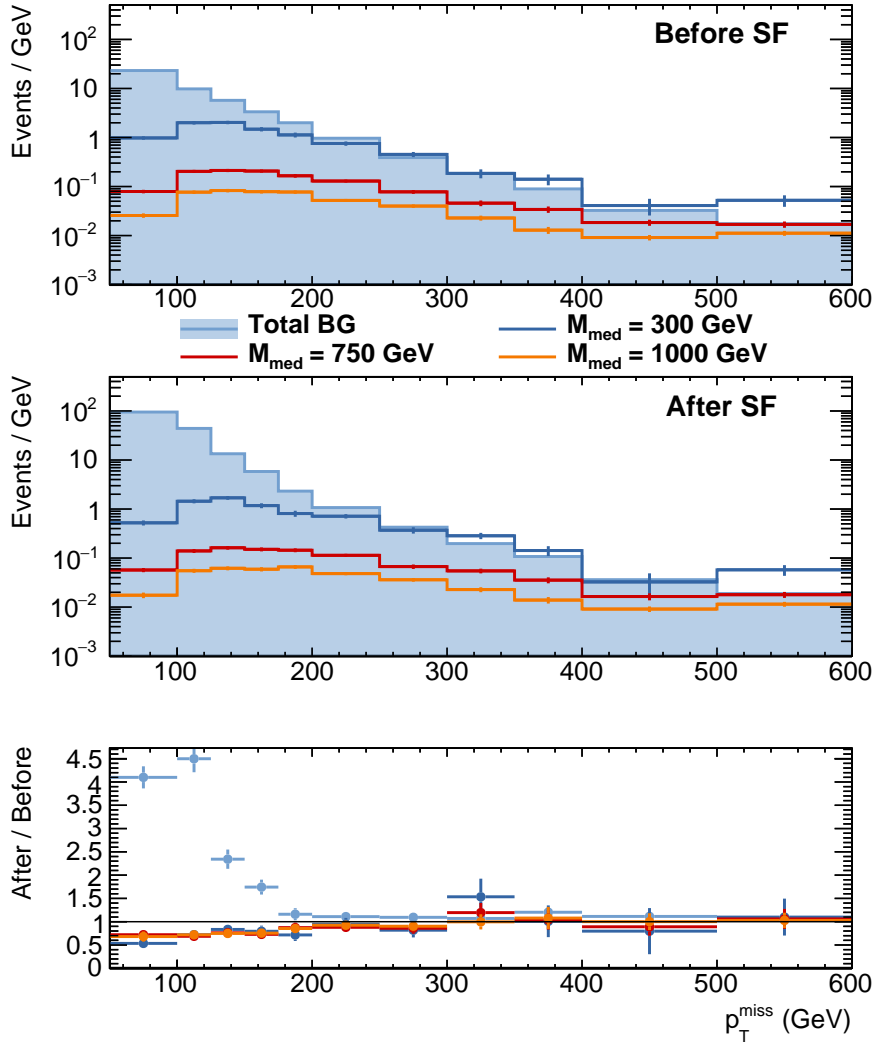 Before SF
Events / GeV
10²
10
1
10⁻¹
10⁻²
10⁻³
100 200 300 400 500 600
Total BG M_med = 300 GeV
M_med = 750 GeV M_med = 1000 GeV
After SF
Events / GeV
10²
10
1
10⁻¹
10⁻²
10⁻³
100 200 300 400 500 600
After / Before
4.5
4
3.5
3
2.5
2
1.5
1
0.5
0
100 200 300 400 500 600
p_T^miss (GeV)